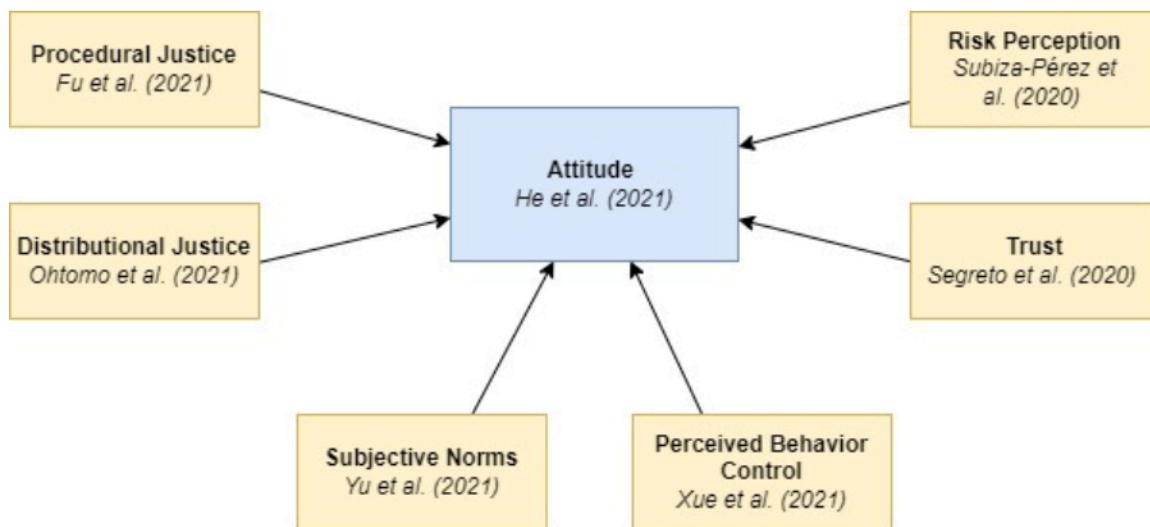 Procedural Justice
Fu et al. (2021)
Risk Perception
Subiza-Pérez et
al. (2020)
Attitude
He et al. (2021)
Distributional Justice
Ohtomo et al. (2021)
Trust
Segreto et al. (2020)
Subjective Norms
Yu et al. (2021)
Perceived Behavior
Control
Xue et al. (2021)